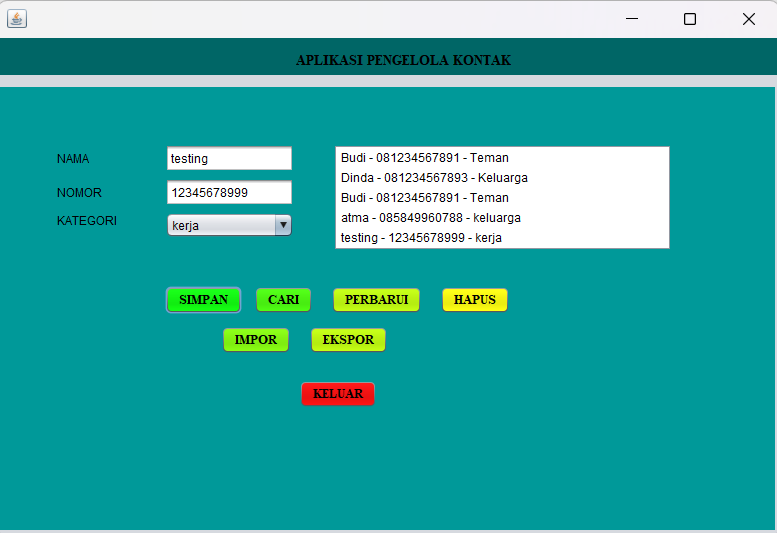 APLIKASI PENGELOLA KONTAK
NAMA
testing
NOMOR
12345678999
KATEGORI
kerja
Budi - 081234567891 - Teman
Dinda - 081234567893 - Keluarga
Budi - 081234567891 - Teman
atma - 085849960788 - keluarga
testing - 12345678999 - kerja
SIMPAN
CARI
PERBARUI
HAPUS
IMPOR
EKSPOR
KELUAR